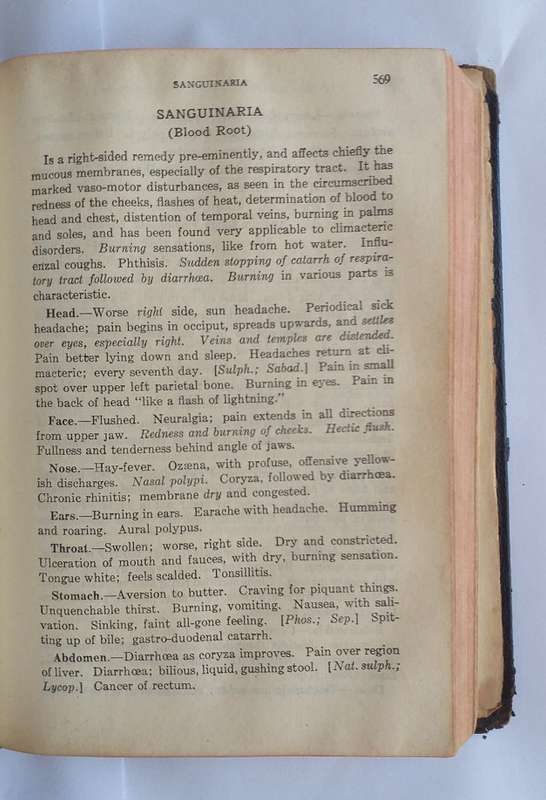 SANGUINARIA 569
SANGUINARIA
(Blood Root)
Is a right-sided remedy pre-eminently, and affects chiefly the
mucous membranes, especially of the respiratory tract. It has
marked vaso-motor disturbances, as seen in the circumscribed
redness of the cheeks, flashes of heat, determination of blood to
head and chest, distention of temporal veins, burning in palms
and soles, and has been found very applicable to climacteric
disorders. Burning sensations, like from hot water. Influ-
enzal coughs. Phthisis. Sudden stopping of catarrh of respira-
tory tract followed by diarrhœa. Burning in various parts is
characteristic.
Head.—Worse right side, sun headache. Periodical sick
headache; pain begins in occiput, spreads upwards, and settles
over eyes, especially right. Veins and temples are distended.
Pain better lying down and sleep. Headaches return at cli-
macteric; every seventh day. [Sulph.; Sabad.] Pain in small
spot over upper left parietal bone. Burning in eyes. Pain in
the back of head "like a flash of lightning."
Face.—Flushed. Neuralgia; pain extends in all directions
from upper jaw. Redness and burning of cheeks. Hectic flush.
Fullness and tenderness behind angle of jaws.
Nose.—Hay-fever. Ozæna, with profuse, offensive yellow-
ish discharges. Nasal polypi. Coryza, followed by diarrhœa.
Chronic rhinitis; membrane dry and congested.
Ears.—Burning in ears. Earache with headache. Humming
and roaring. Aural polypus.
Throat.—Swollen; worse, right side. Dry and constricted.
Ulceration of mouth and fauces, with dry, burning sensation.
Tongue white; feels scalded. Tonsillitis.
Stomach.—Aversion to butter. Craving for piquant things.
Unquenchable thirst. Burning, vomiting. Nausea, with sali-
vation. Sinking, faint all-gone feeling. [Phos.; Sep.] Spit-
ting up of bile; gastro-duodenal catarrh.
Abdomen.—Diarrhœa as coryza improves. Pain over region
of liver. Diarrhœa; bilious, liquid, gushing stool. [Nat. sulph.;
Lycop.] Cancer of rectum.